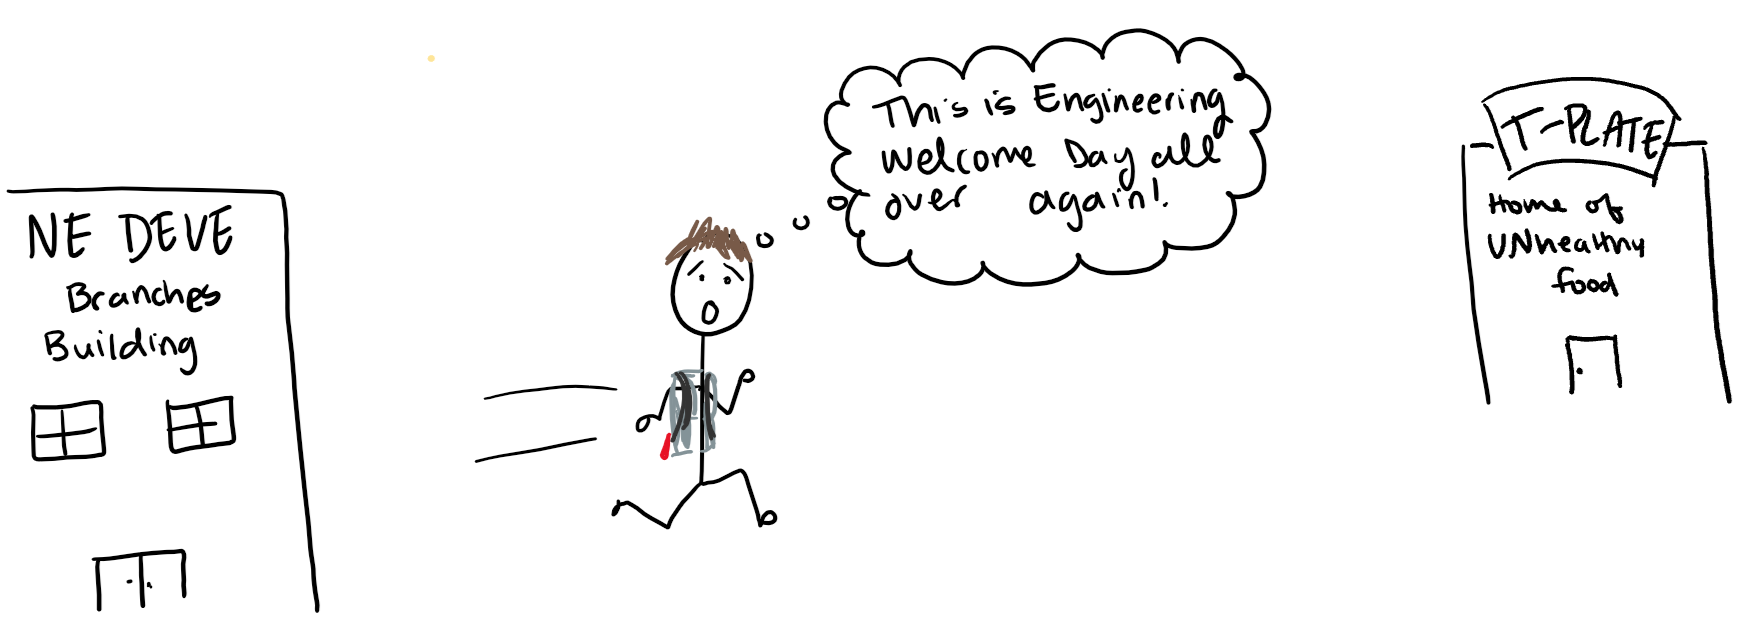 NE DEVE
Branches
Building
This is Engineering
Welcome Day all
over again!
T-PLATE
Home of
UNhealthy
food